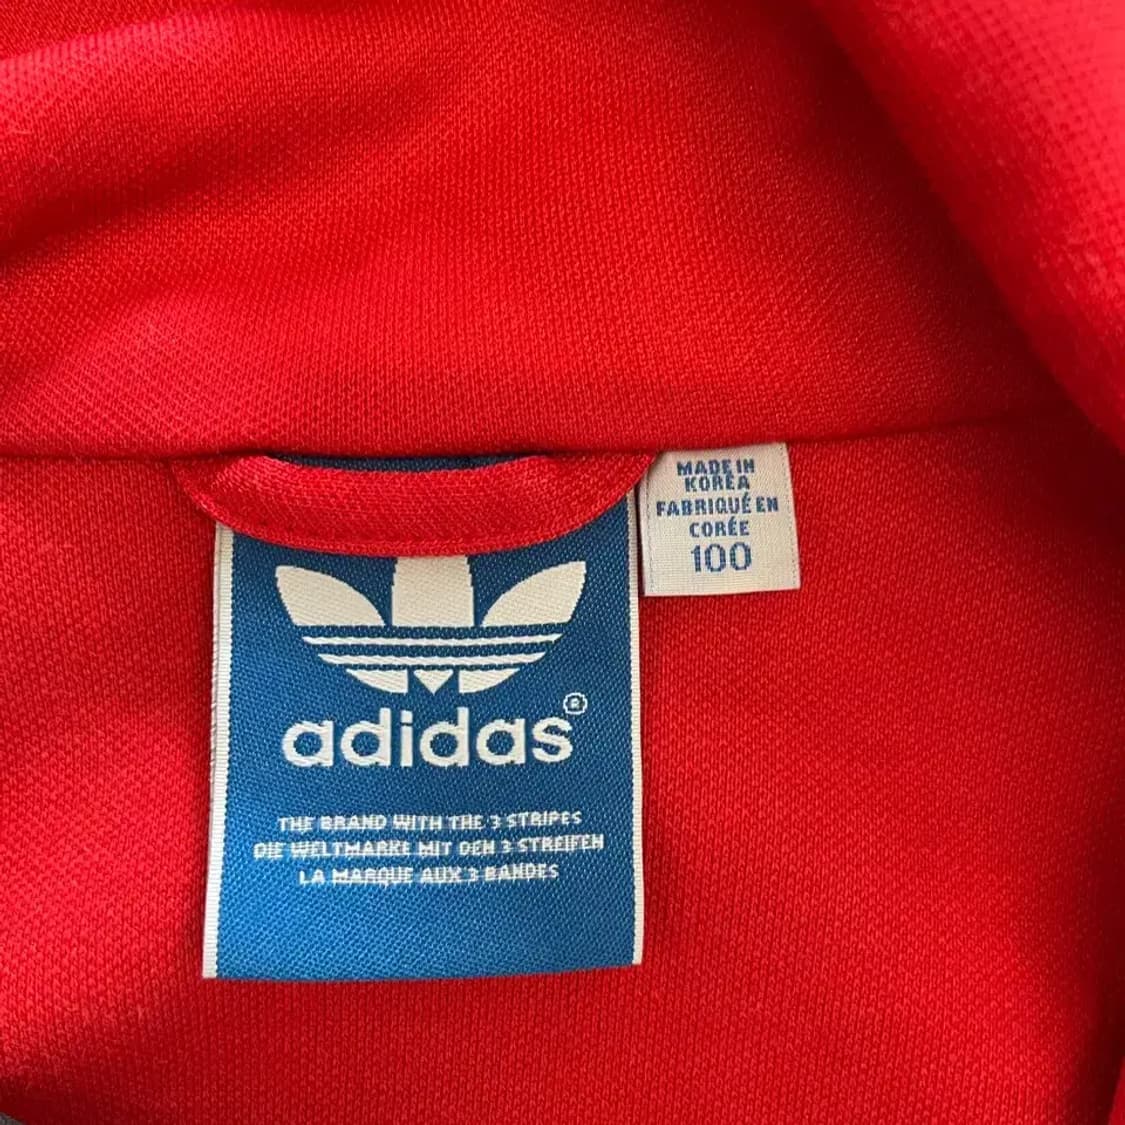 MADE IN
KOREA
FABRIQUÉ EN
CORÉE
100
adidas®
THE BRAND WITH THE 3 STRIPES
DIE WELTMARKE MIT DEN 3 STREIFEN
LA MARQUE AUX 3 BANDES